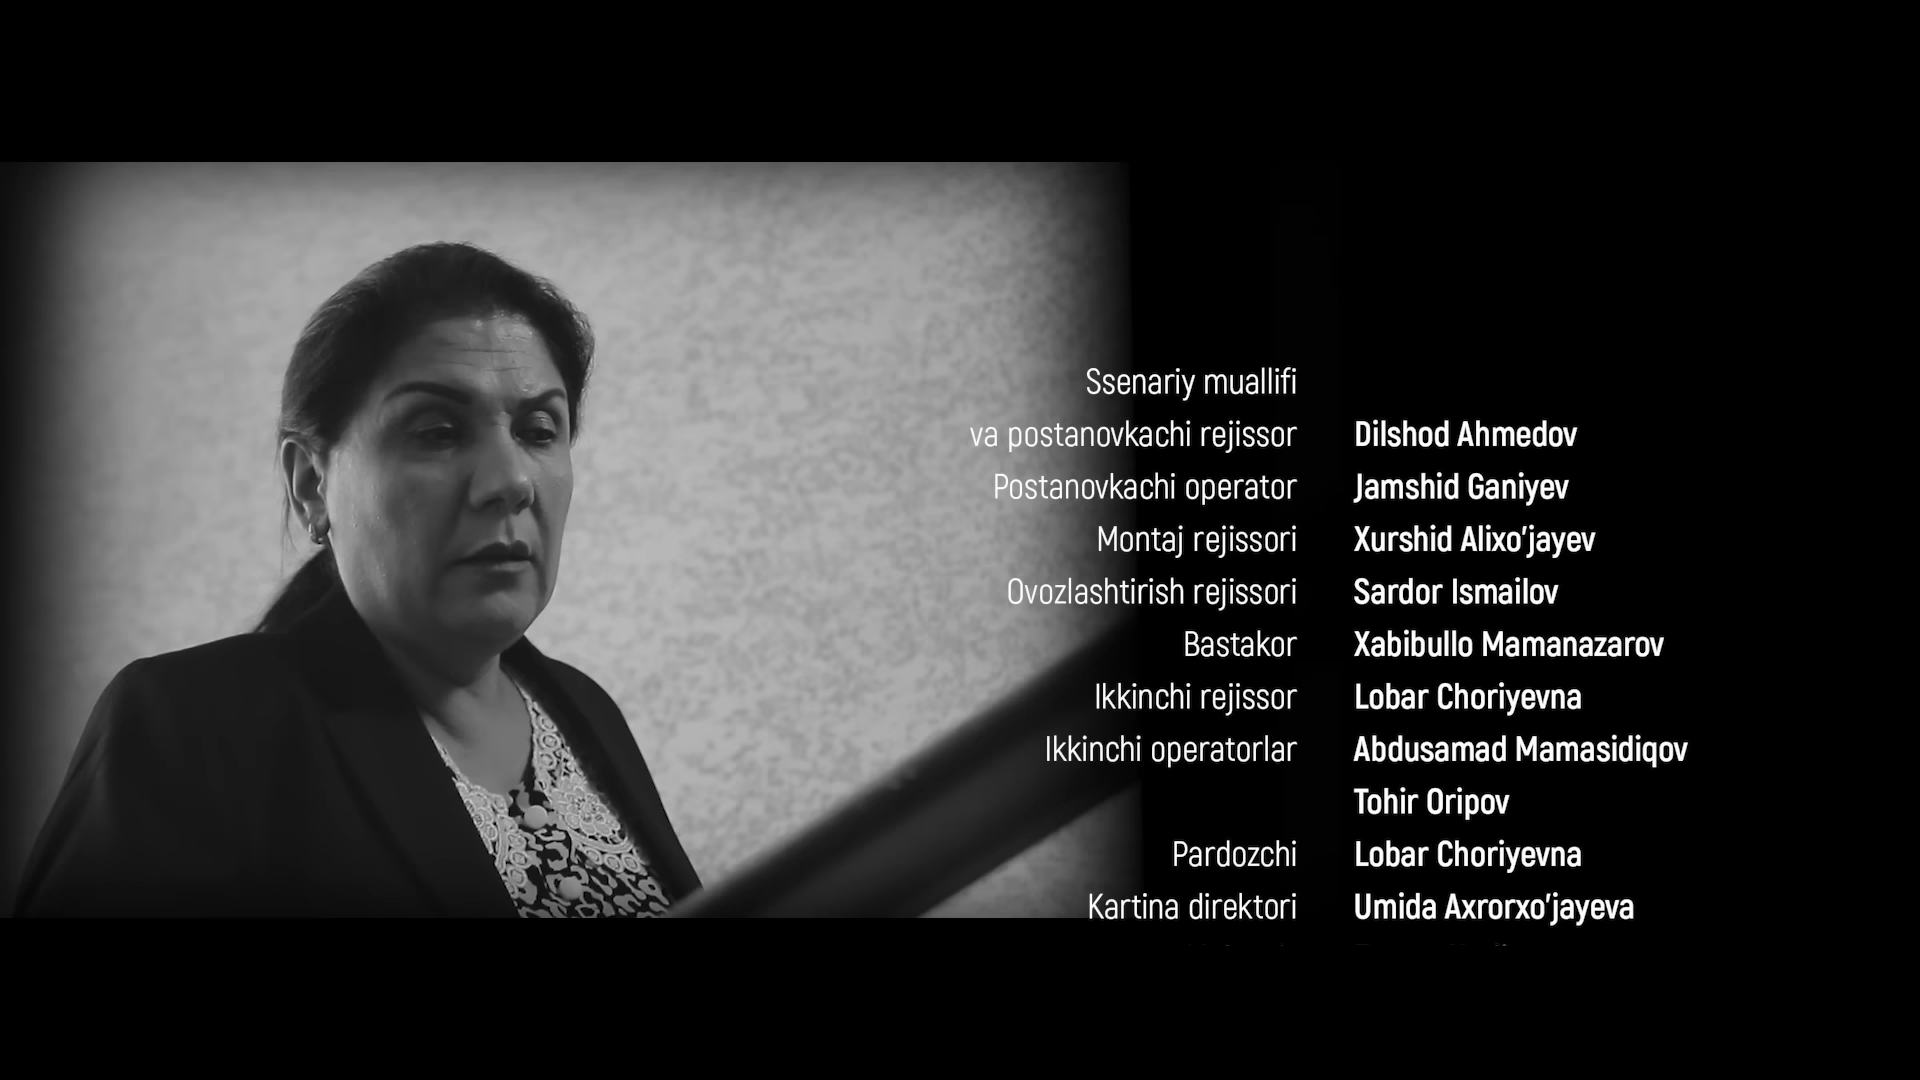 Ssenariy muallifi
va postanovkachi rejissor Dilshod Ahmedov
Postanovkachi operator Jamshid Ganiyev
Montaj rejissori Xurshid Alixo'jayev
Ovozlashtirish rejissori Sardor Ismailov
Bastakor Xabibullo Mamanazarov
Ikkinchi rejissor Lobar Choriyevna
Ikkinchi operatorlar Abdusamad Mamasidiqov
Tohir Oripov
Pardozchi Lobar Choriyevna
Kartina direktori Umida Axrorxo'jayeva